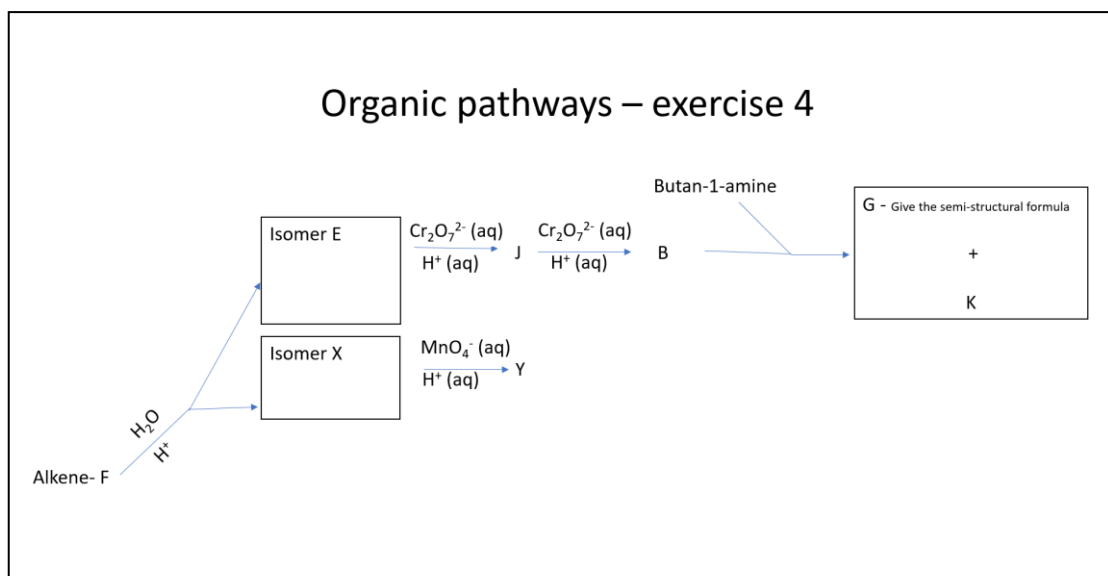 Organic pathways – exercise 4
Butan-1-amine
G - Give the semi-structural formula
+
K
Isomer E
Cr₂O₇²⁻ (aq)
H⁺ (aq)
J
Cr₂O₇²⁻ (aq)
H⁺ (aq)
B
Isomer X
MnO₄⁻ (aq)
H⁺ (aq)
Y
H₂O
H⁺
Alkene- F